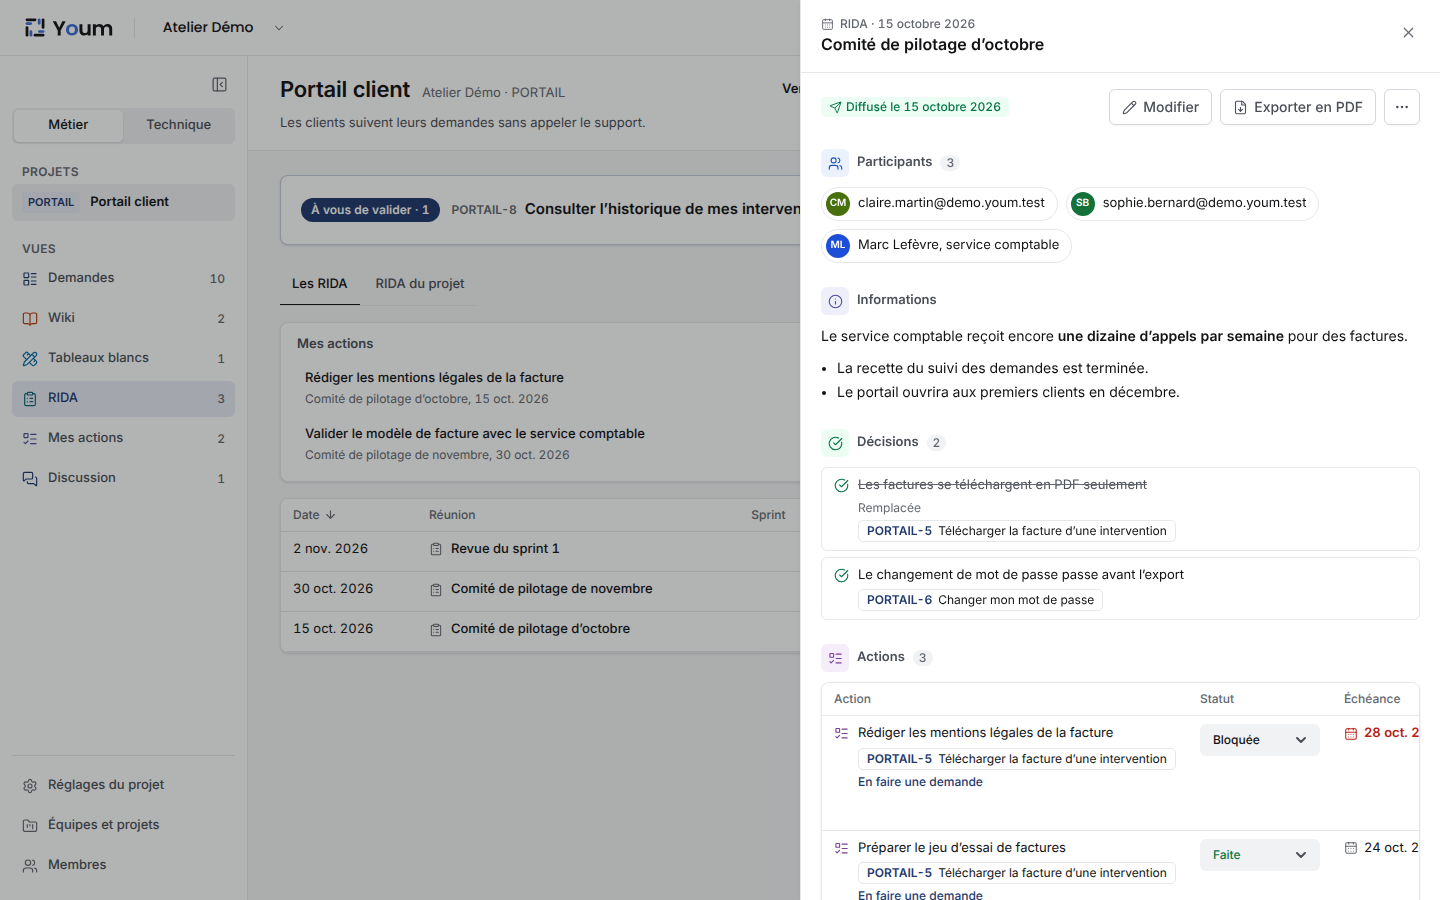 Youm
Atelier Démo
Métier
Technique
PROJETS
PORTAIL Portail client
VUES
Demandes 10
Wiki 2
Tableaux blancs 1
RIDA 3
Mes actions 2
Discussion 1
Réglages du projet
Équipes et projets
Membres
Portail client Atelier Démo · PORTAIL
Les clients suivent leurs demandes sans appeler le support.
À vous de valider · 1 PORTAIL-8 Consulter l’historique de mes
Les RIDA
RIDA du projet
Mes actions
Rédiger les mentions légales de la facture
Comité de pilotage d’octobre, 15 oct. 2026
Valider le modèle de facture avec le service comptable
Comité de pilotage de novembre, 30 oct. 2026
Date Réunion Sprint
2 nov. 2026 Revue du sprint 1
30 oct. 2026 Comité de pilotage de novembre
15 oct. 2026 Comité de pilotage d’octobre
RIDA · 15 octobre 2026
Comité de pilotage d’octobre
Diffusé le 15 octobre 2026
Modifier
Exporter en PDF
Participants 3
CM claire.martin@demo.youm.test
SB sophie.bernard@demo.youm.test
ML Marc Lefèvre, service comptable
Informations
Le service comptable reçoit encore une dizaine d’appels par semaine pour des factures.
• La recette du suivi des demandes est terminée.
• Le portail ouvrira aux premiers clients en décembre.
Décisions 2
Les factures se téléchargent en PDF seulement
Remplacée
PORTAIL-5 Télécharger la facture d’une intervention
Le changement de mot de passe passe avant l’export
PORTAIL-6 Changer mon mot de passe
Actions 3
Action Statut Échéance
Rédiger les mentions légales de la facture Bloquée 28 oct. 2
PORTAIL-5 Télécharger la facture d’une intervention
En faire une demande
Préparer le jeu d’essai de factures Faite 24 oct. 2
PORTAIL-5 Télécharger la facture d’une intervention
En faire une demande